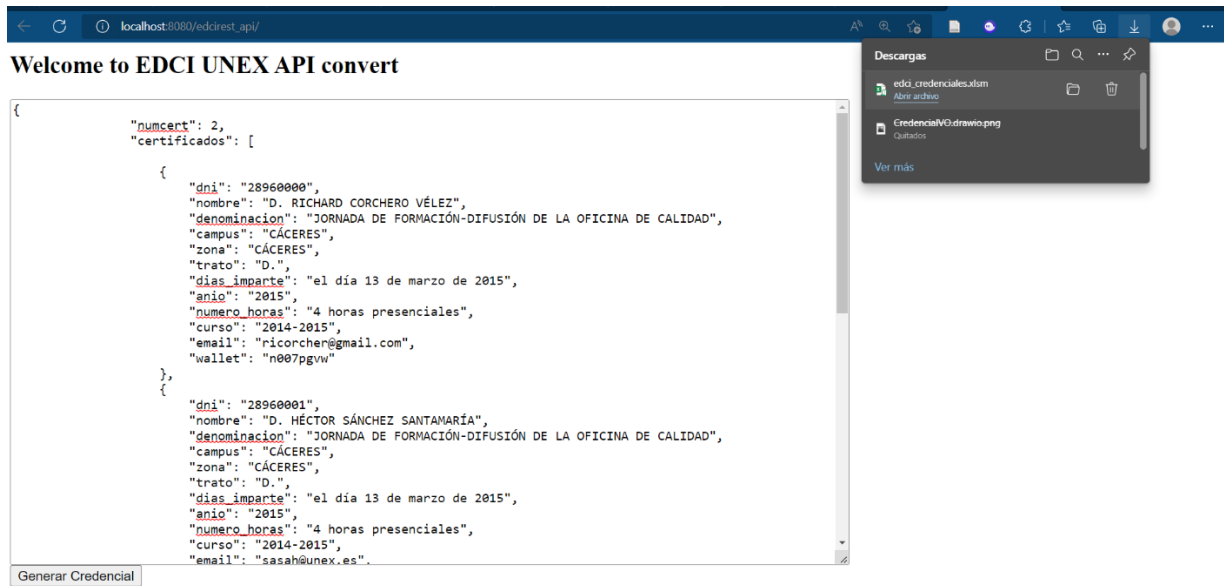 localhost:8080/edcirest_api/
Welcome to EDCI UNEX API convert
{
"numcert": 2,
"certificados": [
{
"dni": "28960000",
"nombre": "D. RICHARD CORCHERO VÉLEZ",
"denominacion": "JORNADA DE FORMACIÓN-DIFUSIÓN DE LA OFICINA DE CALIDAD",
"campus": "CÁCERES",
"zona": "CÁCERES",
"trato": "D.",
"dias_imparte": "el día 13 de marzo de 2015",
"anio": "2015",
"numero_horas": "4 horas presenciales",
"curso": "2014-2015",
"email": "ricorcher@gmail.com",
"wallet": "n007pgvw"
},
{
"dni": "28960001",
"nombre": "D. HÉCTOR SÁNCHEZ SANTAMARÍA",
"denominacion": "JORNADA DE FORMACIÓN-DIFUSIÓN DE LA OFICINA DE CALIDAD",
"campus": "CÁCERES",
"zona": "CÁCERES",
"trato": "D.",
"dias_imparte": "el día 13 de marzo de 2015",
"anio": "2015",
"numero_horas": "4 horas presenciales",
"curso": "2014-2015",
"email": "sasah@unex.es",
Generar Credencial
Descargas
edci_credenciales.xlsm
Abrir archivo
CredencialVO.drawio.png
Quitados
Ver más